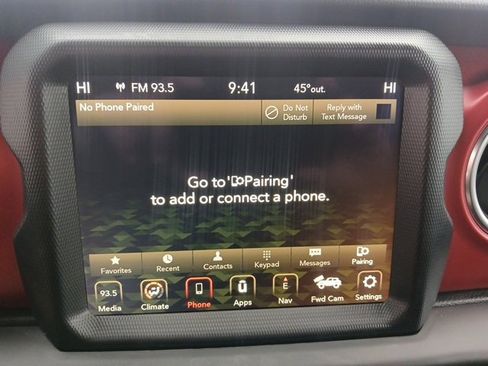 HI FM 93.5 9:41 45°out. HI
No Phone Paired
Do Not
Disturb
Reply with
Text Message
Go to 'Pairing'
to add or connect a phone.
Favorites Recent Contacts Keypad Messages Pairing
93.5 E
Media Climate Phone Apps Nav Fwd Cam Settings